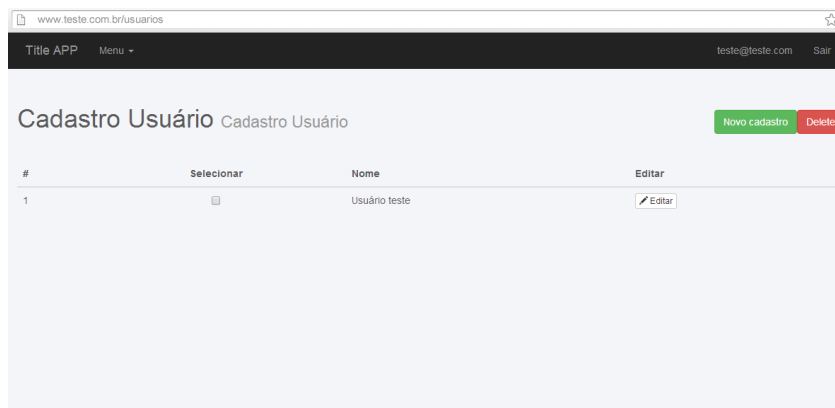 www.teste.com.br/usuarios
Title APP Menu teste@teste.com Sair
Cadastro Usuário Cadastro Usuário Novo cadastro Delete
# Selecionar Nome Editar
1 Usuário teste Editar